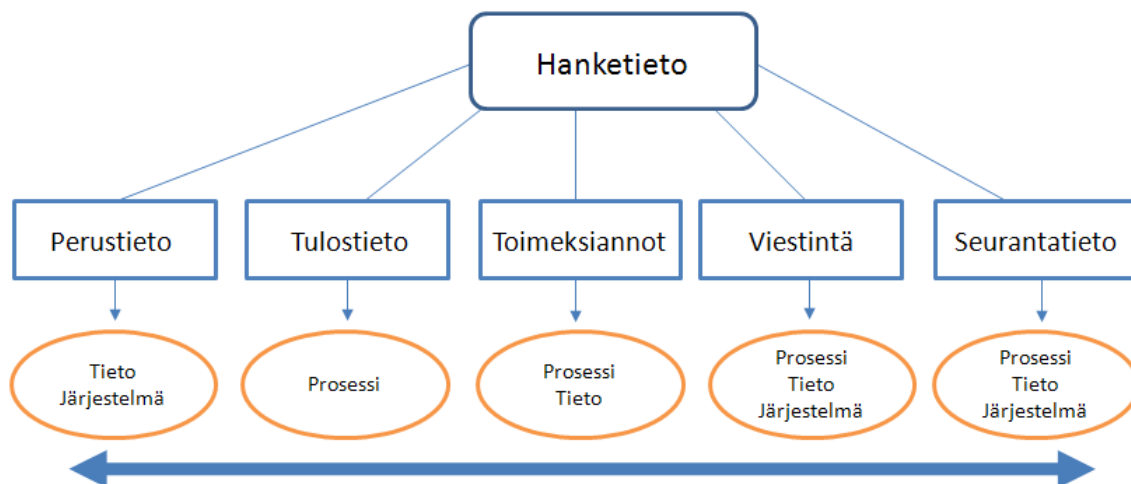 Hanketieto
Perustieto
Tulostieto
Toimeksiannot
Viestintä
Seurantatieto
Tieto
Järjestelmä
Prosessi
Prosessi
Tieto
Prosessi
Tieto
Järjestelmä
Prosessi
Tieto
Järjestelmä